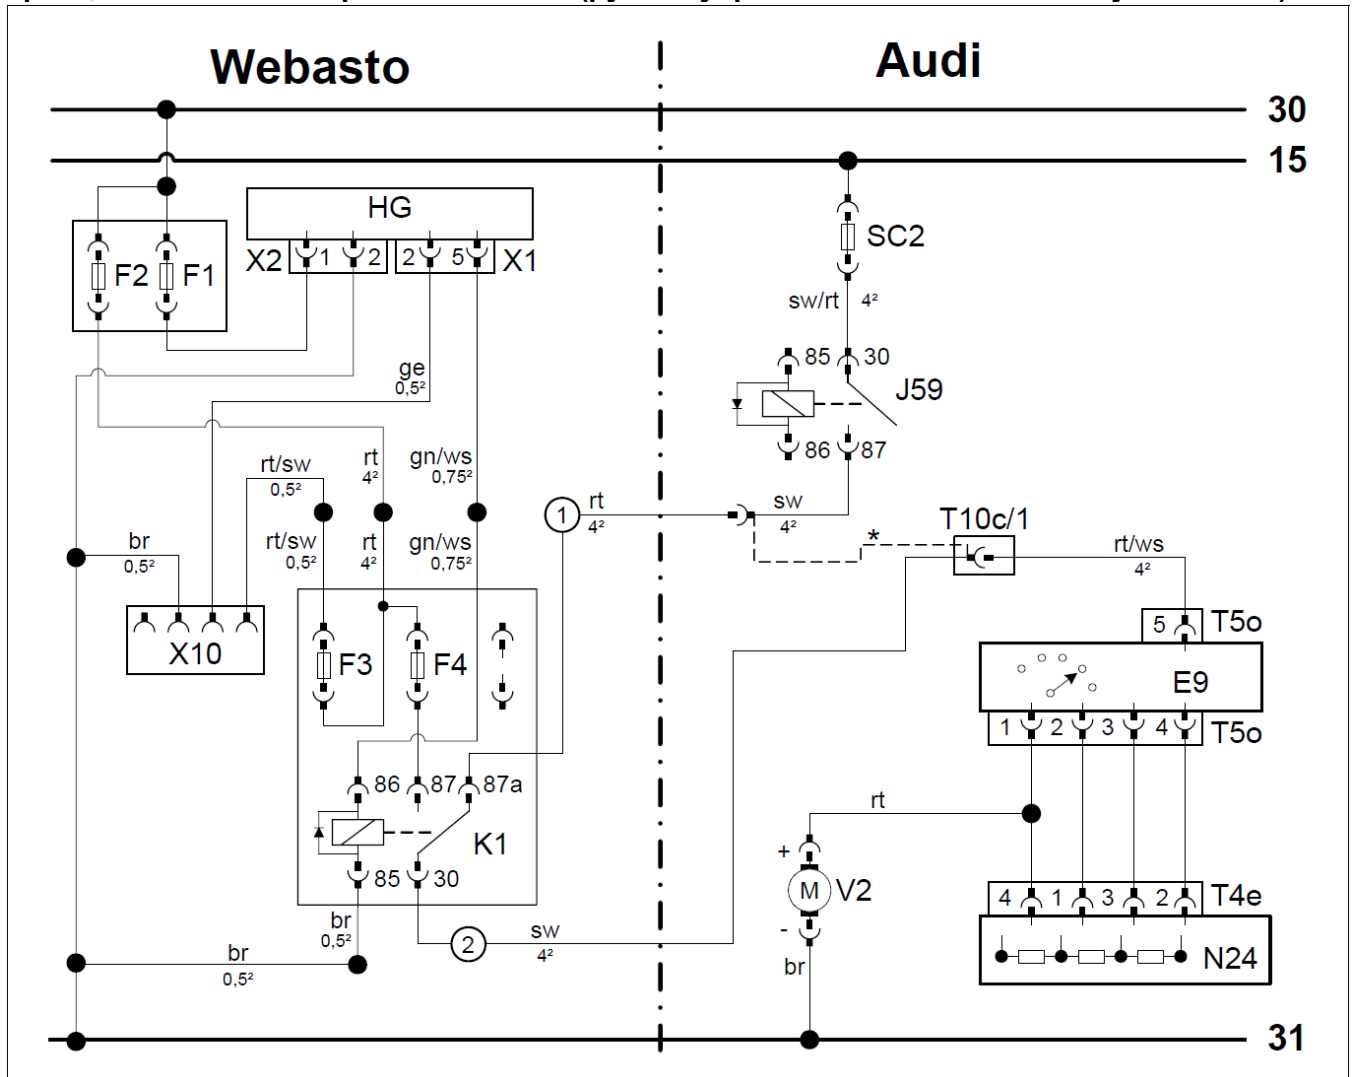 Webasto
Audi
30
15
HG
SC2
X2
1
2
2
5
X1
F2
F1
sw/rt 4²
85
30
J59
ge
0,5²
86
87
rt/sw
0,5²
rt
4²
gn/ws
0,75²
1
rt
4²
sw
4²
T10c/1
*
rt/ws
4²
br
0,5²
rt/sw
0,5²
rt
4²
gn/ws
0,75²
X10
F3
F4
5
T5o
E9
1
2
3
4
T5o
86
87
87a
K1
85
30
rt
+
M
V2
-
br
4
1
3
2
T4e
N24
br
0,5²
2
sw
4²
br
0,5²
31